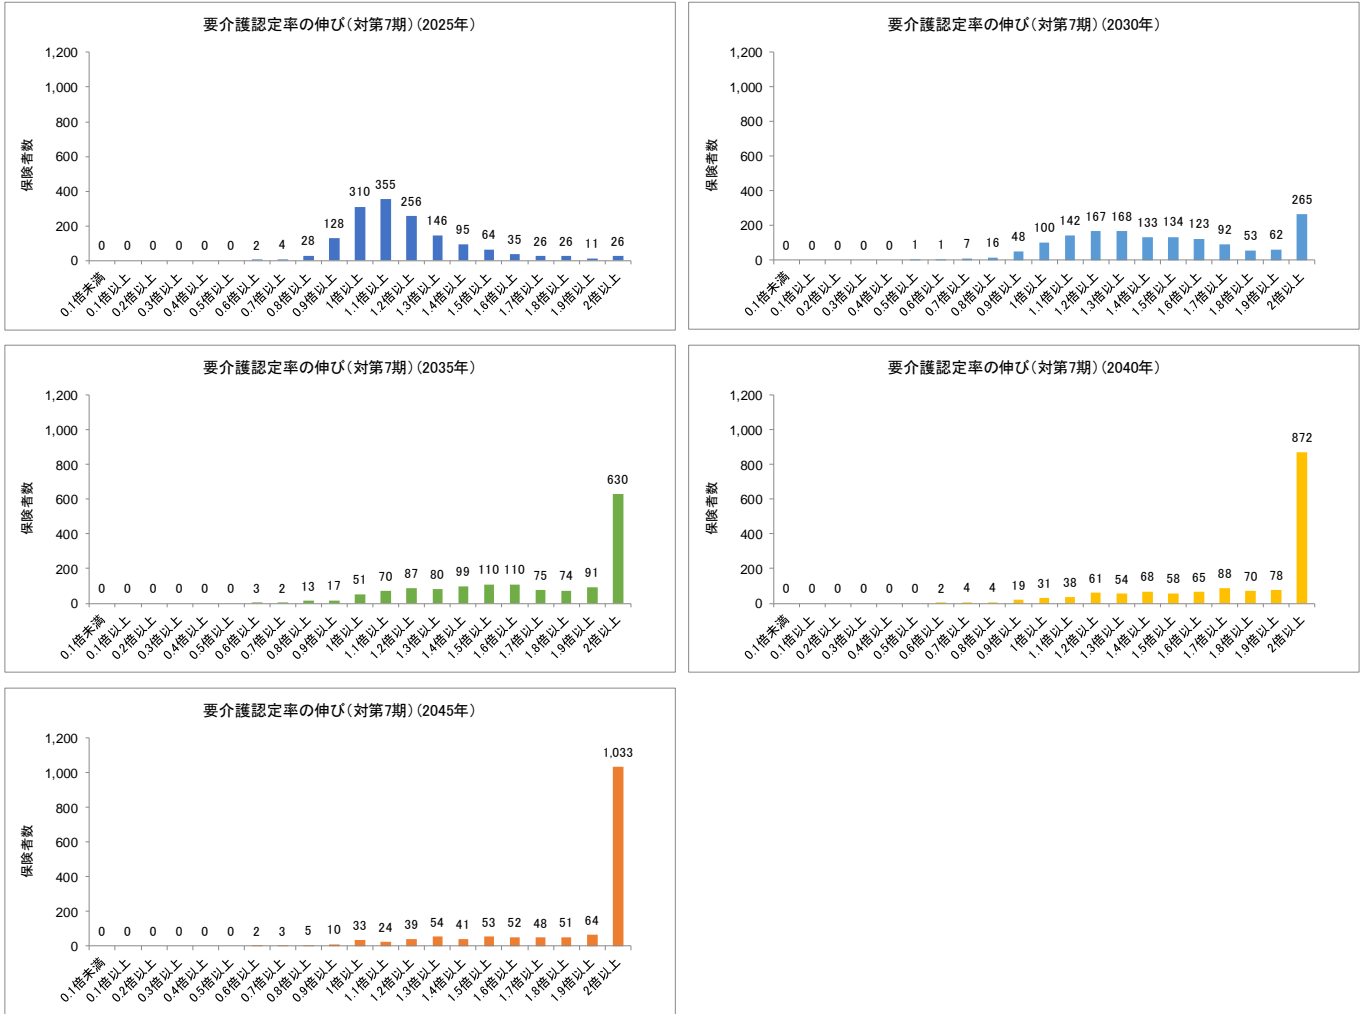 要介護認定率の伸び（対第7期）（2025年）
保険者数
1,200
1,000
800
600
400
200
0
0 0 0 0 0 0 2 4 28 128 310 355 256 146 95 64 35 26 26 11 26
0.1倍未満 0.1倍以上 0.2倍以上 0.3倍以上 0.4倍以上 0.5倍以上 0.6倍以上 0.7倍以上 0.8倍以上 0.9倍以上 1倍以上 1.1倍以上 1.2倍以上 1.3倍以上 1.4倍以上 1.5倍以上 1.6倍以上 1.7倍以上 1.8倍以上 1.9倍以上 2倍以上
要介護認定率の伸び（対第7期）（2030年）
保険者数
1,200
1,000
800
600
400
200
0
0 0 0 0 0 1 1 7 16 48 100 142 167 168 133 134 123 92 53 62 265
0.1倍未満 0.1倍以上 0.2倍以上 0.3倍以上 0.4倍以上 0.5倍以上 0.6倍以上 0.7倍以上 0.8倍以上 0.9倍以上 1倍以上 1.1倍以上 1.2倍以上 1.3倍以上 1.4倍以上 1.5倍以上 1.6倍以上 1.7倍以上 1.8倍以上 1.9倍以上 2倍以上
要介護認定率の伸び（対第7期）（2035年）
保険者数
1,200
1,000
800
600
400
200
0
0 0 0 0 0 0 3 2 13 17 51 70 87 80 99 110 110 75 74 91 630
0.1倍未満 0.1倍以上 0.2倍以上 0.3倍以上 0.4倍以上 0.5倍以上 0.6倍以上 0.7倍以上 0.8倍以上 0.9倍以上 1倍以上 1.1倍以上 1.2倍以上 1.3倍以上 1.4倍以上 1.5倍以上 1.6倍以上 1.7倍以上 1.8倍以上 1.9倍以上 2倍以上
要介護認定率の伸び（対第7期）（2040年）
保険者数
1,200
1,000
800
600
400
200
0
0 0 0 0 0 0 2 4 4 19 31 38 61 54 68 58 65 88 70 78 872
0.1倍未満 0.1倍以上 0.2倍以上 0.3倍以上 0.4倍以上 0.5倍以上 0.6倍以上 0.7倍以上 0.8倍以上 0.9倍以上 1倍以上 1.1倍以上 1.2倍以上 1.3倍以上 1.4倍以上 1.5倍以上 1.6倍以上 1.7倍以上 1.8倍以上 1.9倍以上 2倍以上
要介護認定率の伸び（対第7期）（2045年）
保険者数
1,200
1,000
800
600
400
200
0
0 0 0 0 0 0 2 3 5 10 33 24 39 54 41 53 52 48 51 64 1,033
0.1倍未満 0.1倍以上 0.2倍以上 0.3倍以上 0.4倍以上 0.5倍以上 0.6倍以上 0.7倍以上 0.8倍以上 0.9倍以上 1倍以上 1.1倍以上 1.2倍以上 1.3倍以上 1.4倍以上 1.5倍以上 1.6倍以上 1.7倍以上 1.8倍以上 1.9倍以上 2倍以上